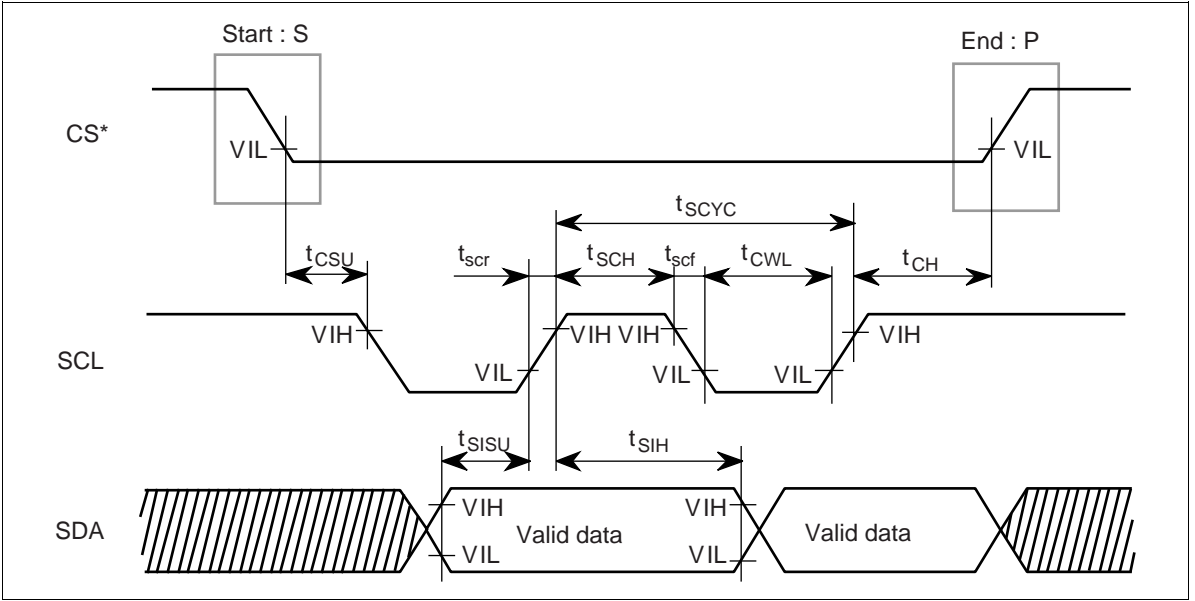 Start : S
End : P
CS*
VIL
VIL
tSCYC
tCSU
tscr
tSCH
tscf
tCWL
tCH
VIH
VIH VIH
VIH
SCL
VIL
VIL
VIL
tSISU
tSIH
VIH
VIH
SDA
Valid data
Valid data
VIL
VIL